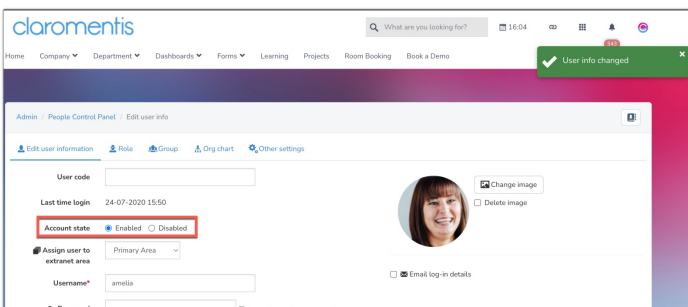 claromentis
What are you looking for?
16:04
Home Company Department Dashboards Forms Learning Projects Room Booking Book a Demo
User info changed
Admin / People Control Panel / Edit user info
Edit user information Role Group Org chart Other settings
User code
Change image
Delete image
Last time login 24-07-2020 15:50
Account state Enabled Disabled
Assign user to
extranet area
Primary Area
Email log-in details
Username* amelia